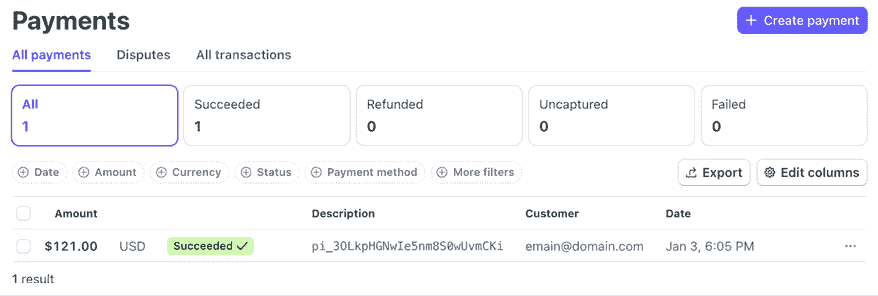 Payments
+ Create payment
All payments Disputes All transactions
All Succeeded Refunded Uncaptured Failed
1 1 0 0 0
Date Amount Currency Status Payment method More filters Export Edit columns
Amount Description Customer Date
$121.00 USD Succeeded ✓ pi_3OLkpHGNwIe5nm8S0wUvmCKi emain@domain.com Jan 3, 6:05 PM ...
1 result